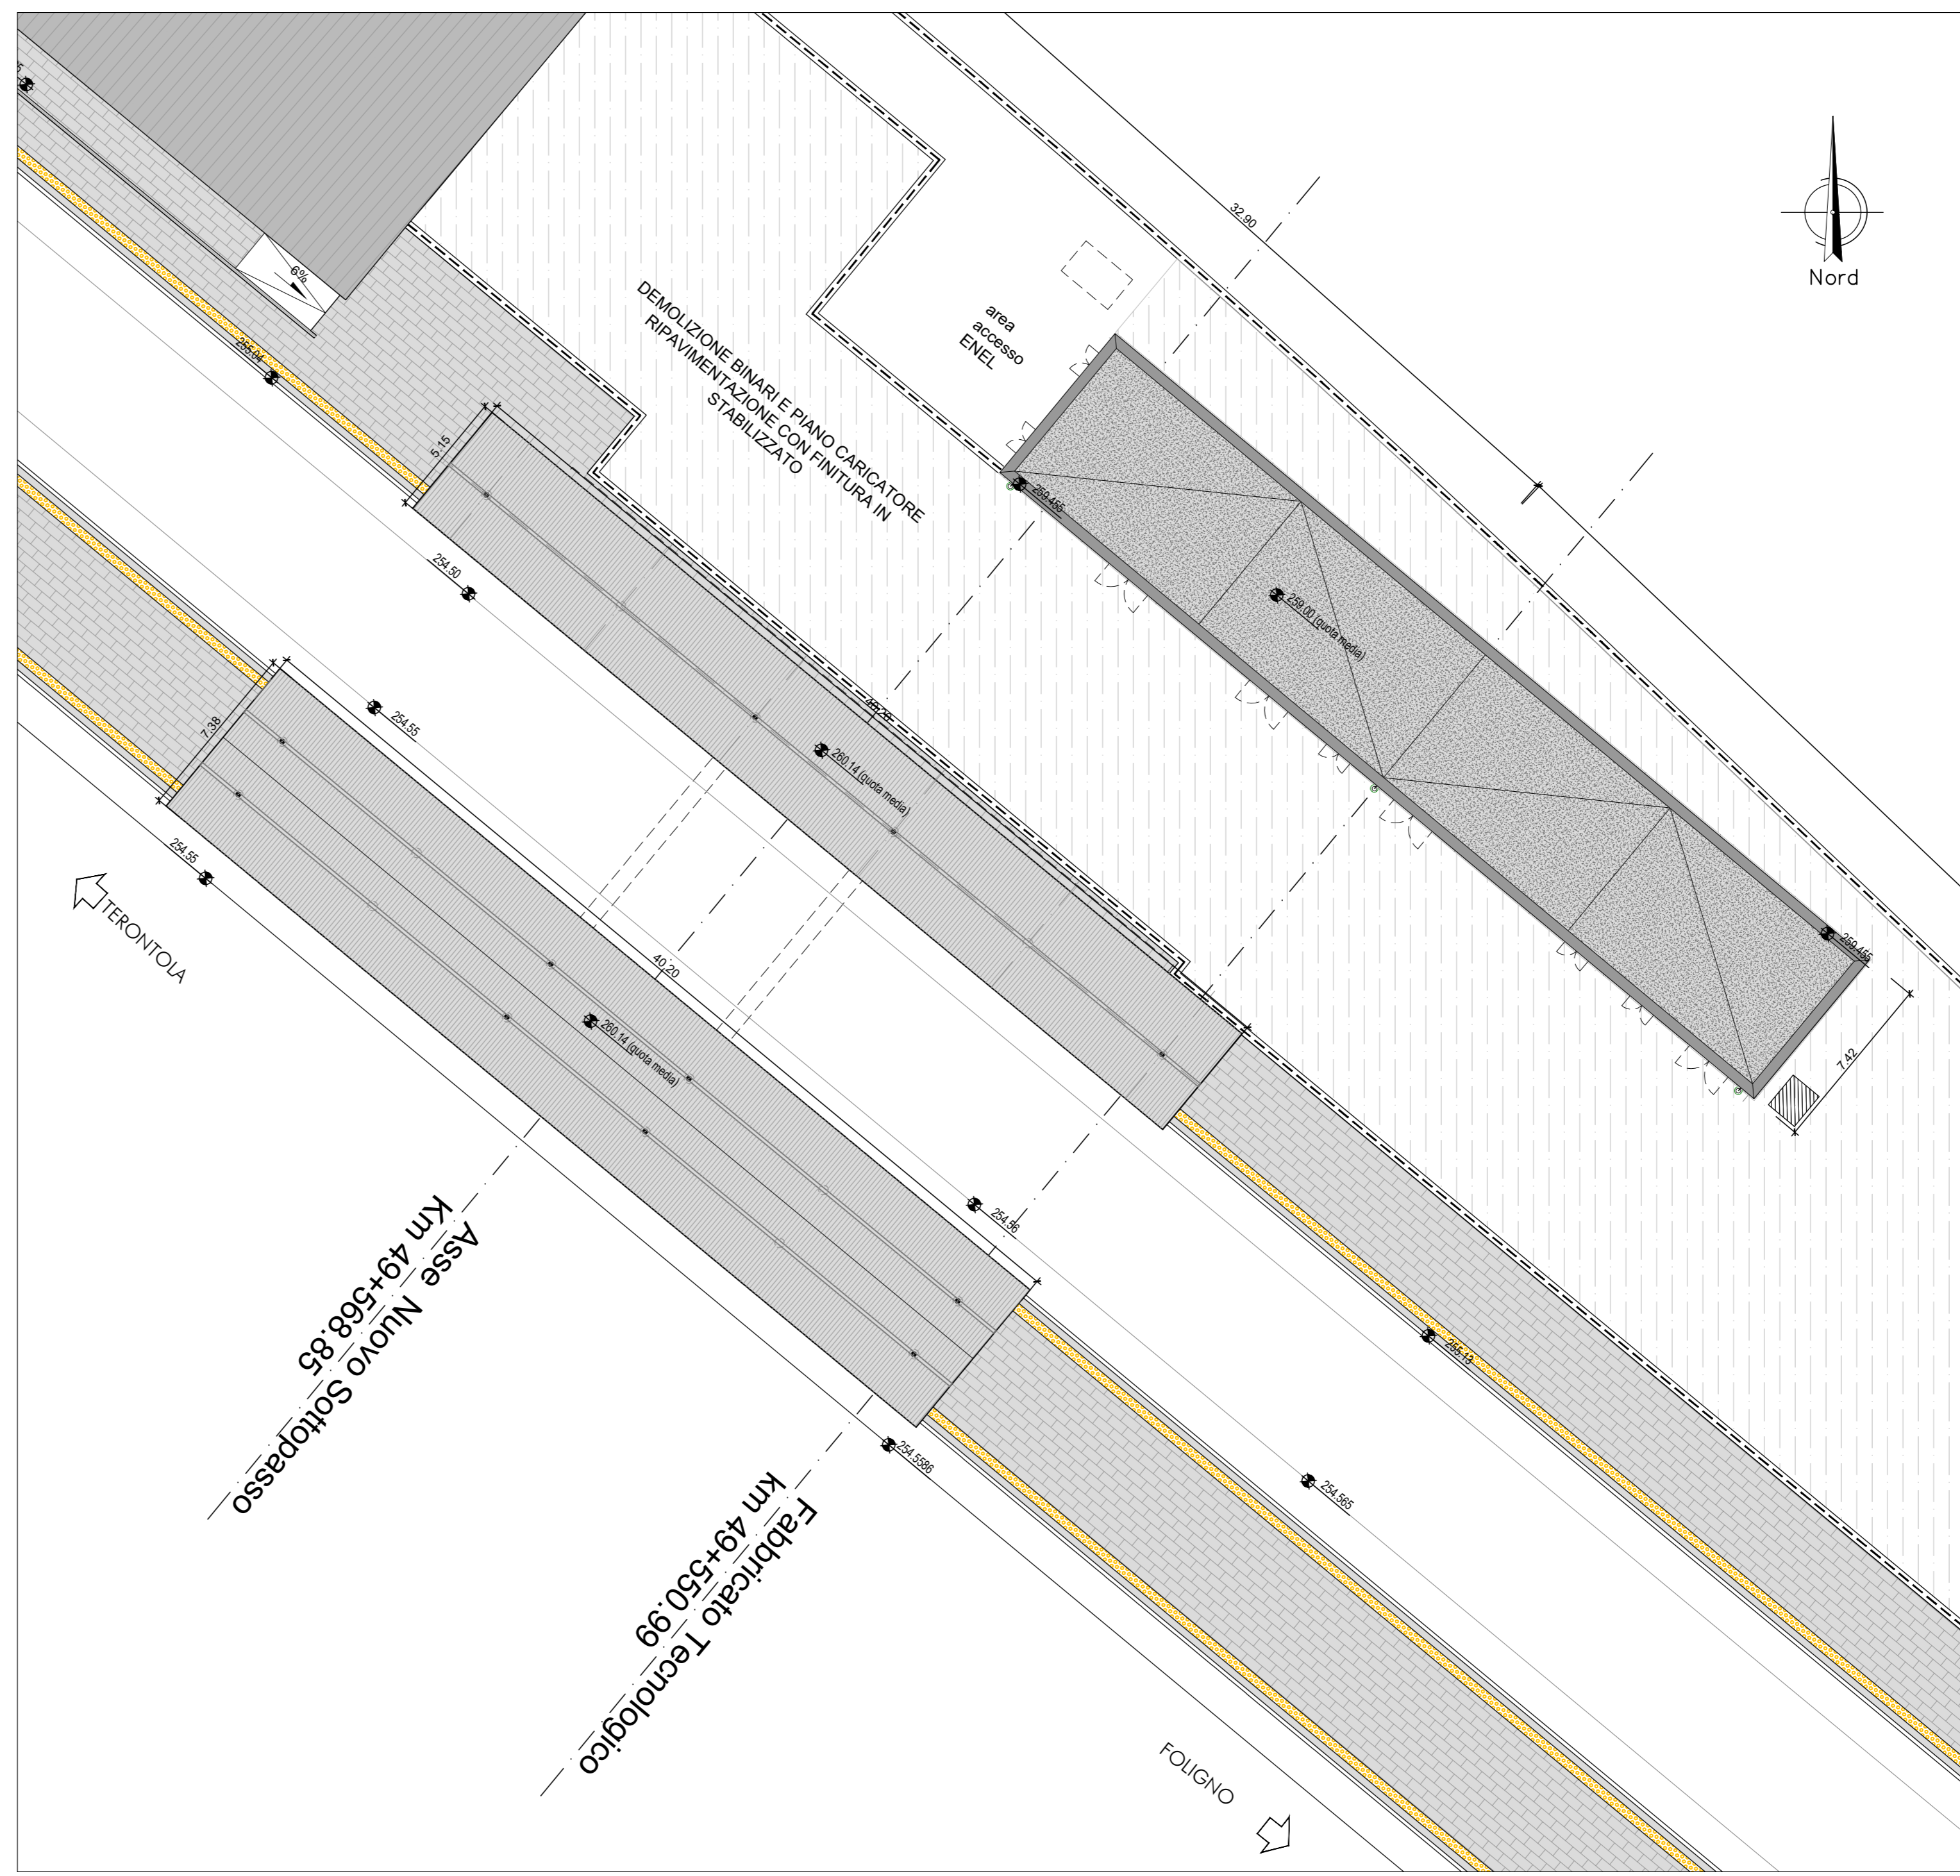 32.90
Nord
6%
255.04
DEMOLIZIONE BINARI E PIANO CARICATORE
RIPAVIMENTAZIONE CON FINITURA IN
STABILIZZATO
area
accesso
ENEL
5.15
254.50
259.455
259.00 (quota media)
7.38
254.55
260.14 (quota media)
254.55
TERONTOLA
40.20
260.14 (quota media)
259.455
7.42
254.56
255.13
Asse Nuovo Sottopasso
Km 49+568.85
254.5586
254.565
Fabbricato Tecnologico
km 49+550.99
FOLIGNO